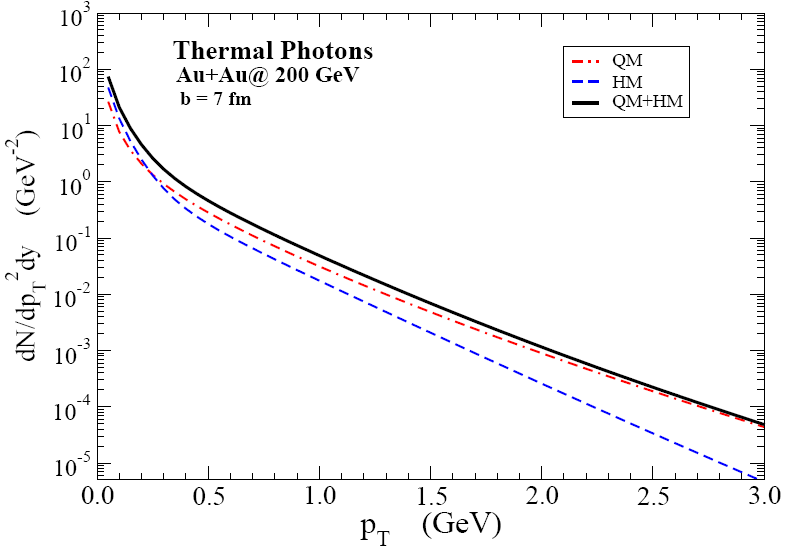 Thermal Photons
Au+Au@ 200 GeV
b = 7 fm
QM
HM
QM+HM
10^3
10^2
10^1
10^0
10^-1
10^-2
10^-3
10^-4
10^-5
dN/dp_T^2dy (GeV^-2)
0.0 0.5 1.0 1.5 2.0 2.5 3.0
p_T (GeV)